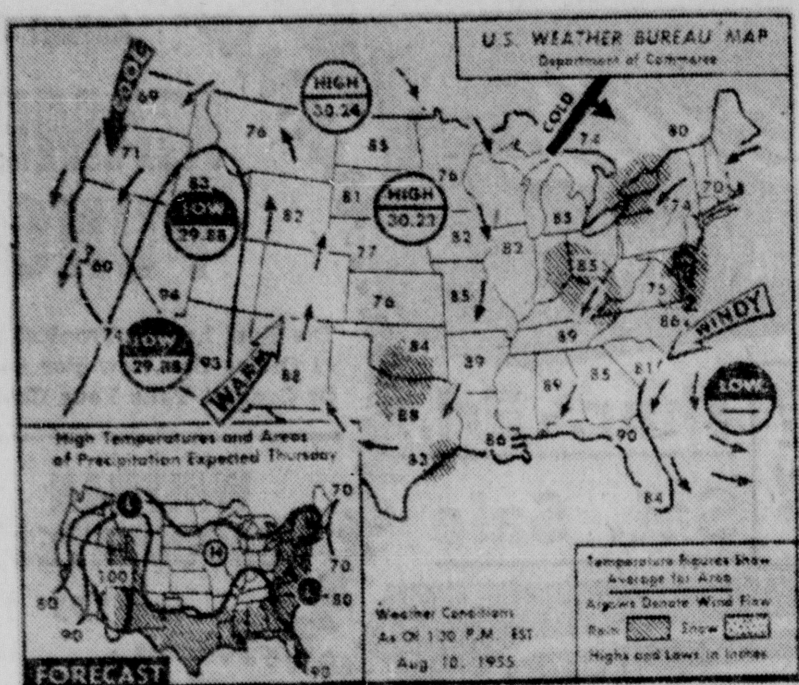 U.S. WEATHER BUREAU MAP
Department of Commerce
COOL
69
71
HIGH
30.24
COLD
74
80
76
85
76
70
74
83
LOW
29.88
82
81
HIGH
30.23
82
82
85
77
60
94
76
85
85
75
86
WINDY
LOW
29.88
93
WARM
88
84
88
89
89
89
85
81
LOW
83
86
90
84
High Temperatures and Areas
of Precipitation Expected Thursday
70
L
H
70
100
80
80
90
90
FORECAST
Weather Conditions
As Of 1:30 P.M. EST
Aug. 10, 1955
Temperature Figures Show
Average for Area
Arrows Denote Wind Flow
Rain Snow
Highs and Lows in Inches